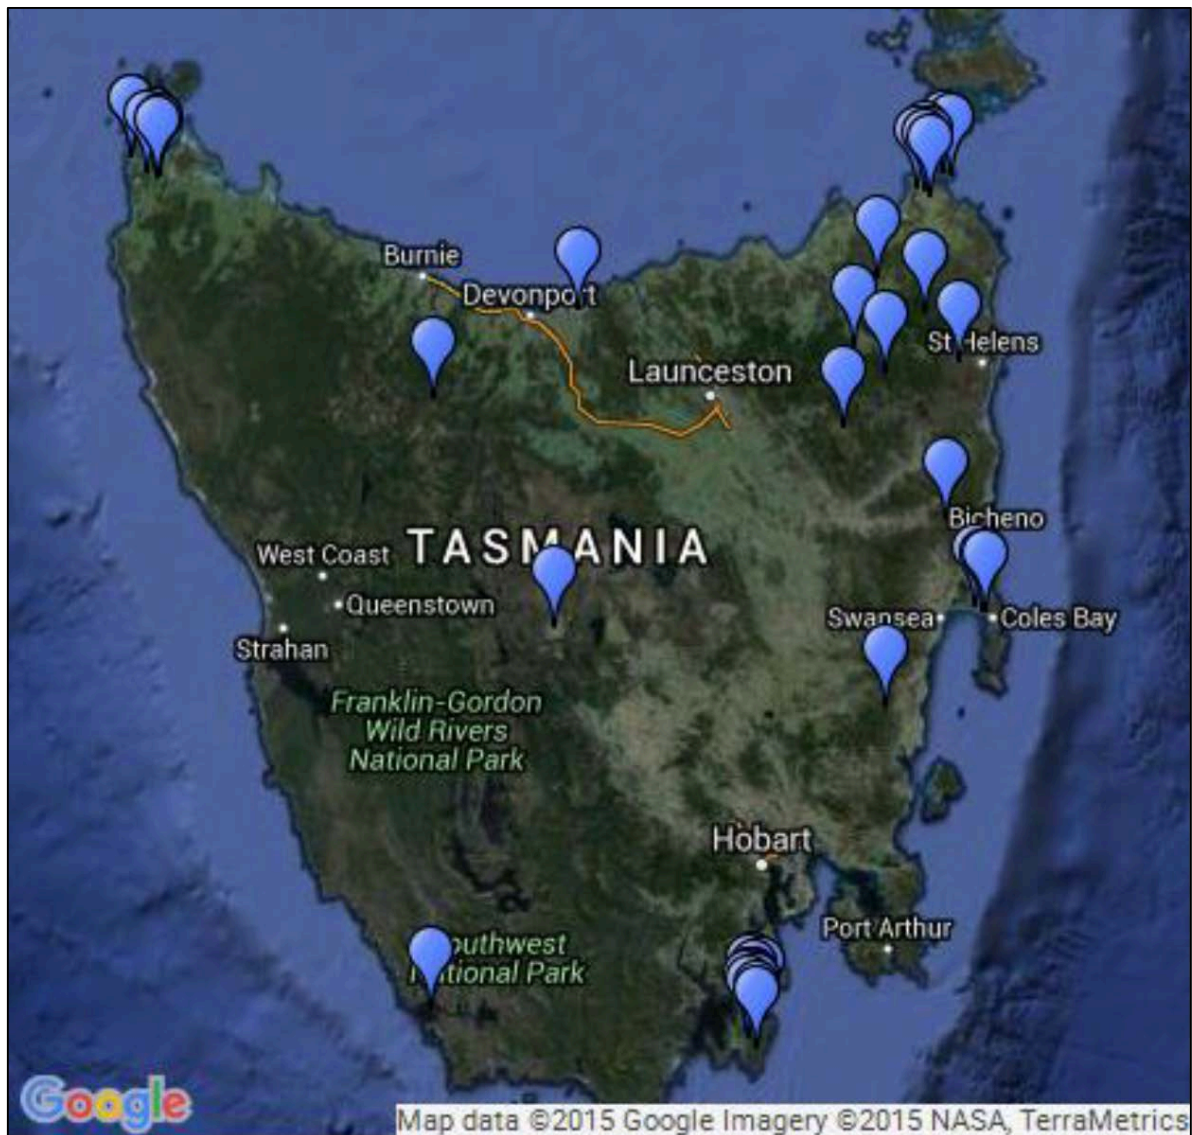 Burnie
Devonport
Launceston
St Helens
TASMANIA
Bicheno
West Coast
Queenstown
Swansea
Coles Bay
Strahan
Franklin-Gordon
Wild Rivers
National Park
Hobart
Port Arthur
Southwest
National Park
Google
Map data ©2015 Google Imagery ©2015 NASA, TerraMetrics